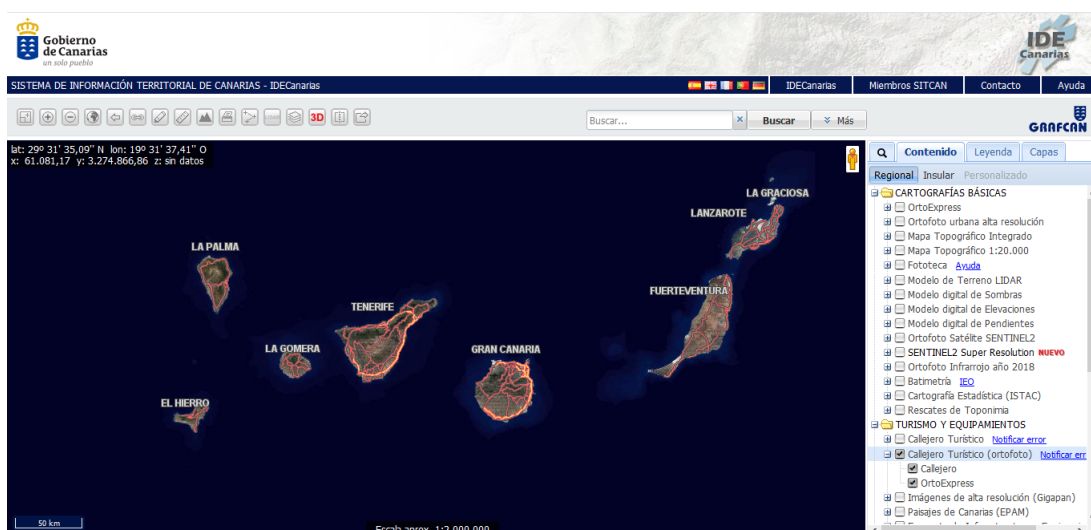 Gobierno
de Canarias
un solo pueblo
IDE
Canarias
SISTEMA DE INFORMACIÓN TERRITORIAL DE CANARIAS - IDECanarias
IDECanarias
Miembros SITCAN
Contacto
Ayuda
3D
Buscar...
×
Buscar
Más
GRAFCAN
lat: 29º 31' 35,09" N lon: 19º 31' 37,41" O
x: 61.081,17 y: 3.274.866,86 z: sin datos
LA GRACIOSA
LANZAROTE
LA PALMA
FUERTEVENTURA
TENERIFE
LA GOMERA
GRAN CANARIA
EL HIERRO
50 km
Contenido
Leyenda
Capas
Regional Insular Personalizado
CARTOGRAFÍAS BÁSICAS
OrtoExpress
Ortofoto urbana alta resolución
Mapa Topográfico Integrado
Mapa Topográfico 1:20.000
Fototeca Ayuda
Modelo de Terreno LIDAR
Modelo digital de Sombras
Modelo digital de Elevaciones
Modelo digital de Pendientes
Ortofoto Satélite SENTINEL2
SENTINEL2 Super Resolution NUEVO
Ortofoto Infrarrojo año 2018
Batimetría IEO
Cartografía Estadística (ISTAC)
Rescates de Toponimia
TURISMO Y EQUIPAMIENTOS
Callejero Turístico Notificar error
Callejero Turístico (ortofoto) Notificar err
Callejero
OrtoExpress
Imágenes de alta resolución (Gigapan)
Paisajes de Canarias (EPAM)